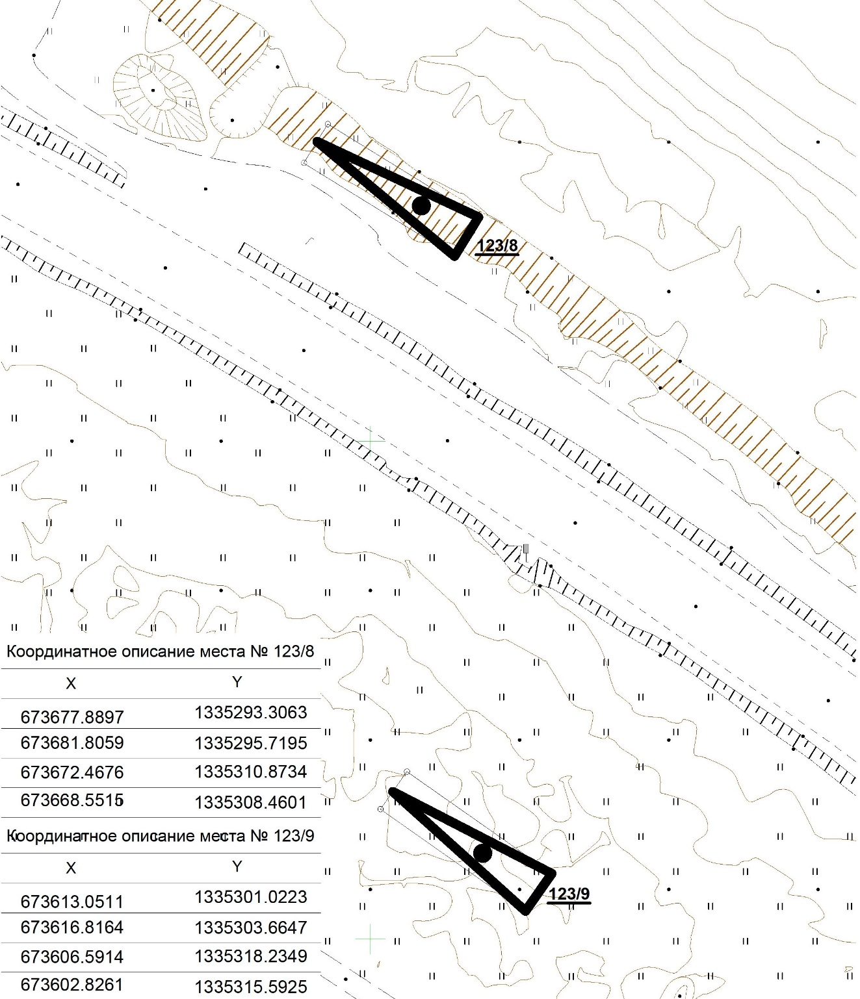 123/8
Координатное описание места № 123/8
X Y
673677.8897 1335293.3063
673681.8059 1335295.7195
673672.4676 1335310.8734
673668.5515 1335308.4601
Координатное описание места № 123/9
X Y
673613.0511 1335301.0223
673616.8164 1335303.6647
673606.5914 1335318.2349
673602.8261 1335315.5925
123/9